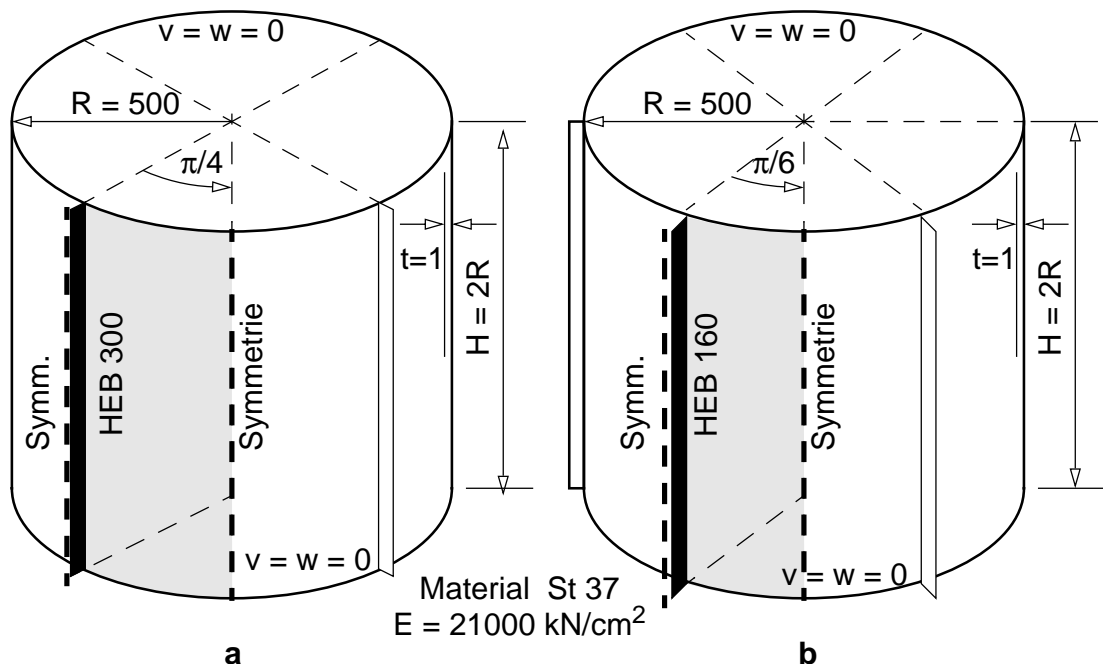 v = w = 0
R = 500
π/4
t=1
H = 2R
Symm.
HEB 300
Symmetrie
v = w = 0
a
v = w = 0
R = 500
π/6
t=1
H = 2R
Symm.
HEB 160
Symmetrie
v = w = 0
b
Material St 37
E = 21000 kN/cm²